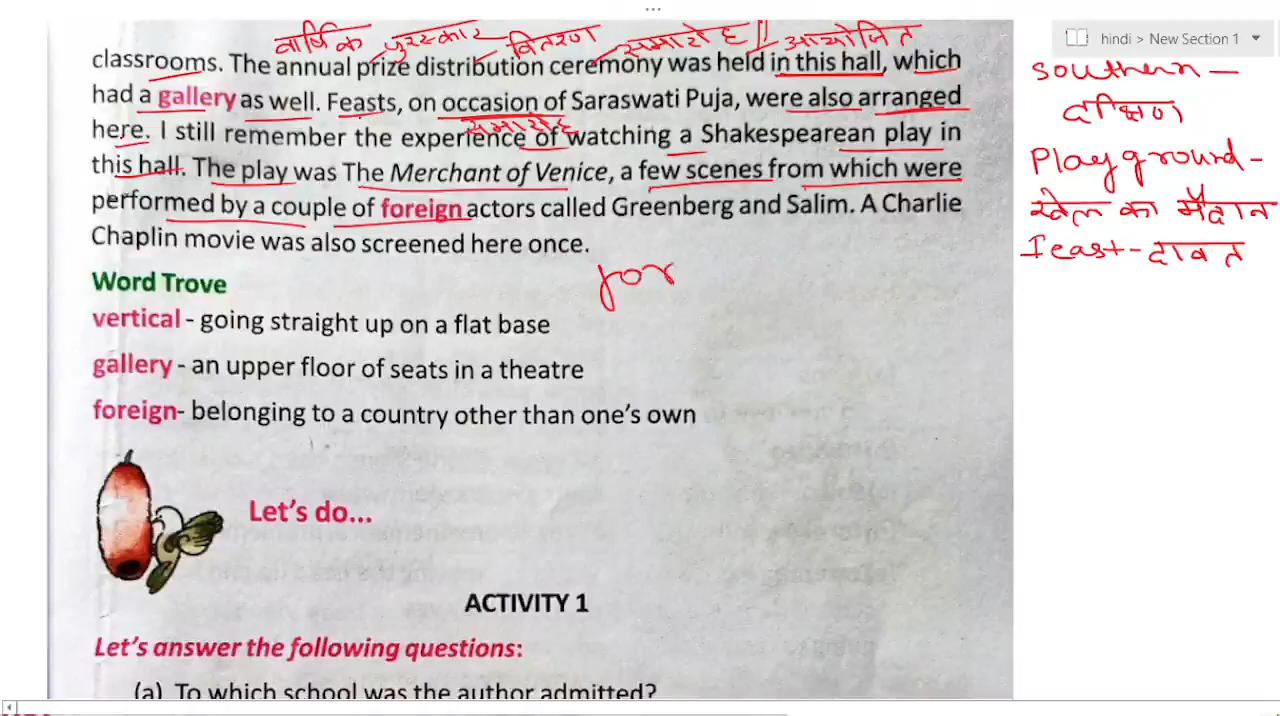 ...
वार्षिक पुरस्कार वितरण समारोह आयोजित
hindi > New Section 1
classrooms. The annual prize distribution ceremony was held in this hall, which
had a gallery as well. Feasts, on occasion of Saraswati Puja, were also arranged
समारोह
here. I still remember the experience of watching a Shakespearean play in
this hall. The play was The Merchant of Venice, a few scenes from which were
performed by a couple of foreign actors called Greenberg and Salim. A Charlie
Chaplin movie was also screened here once.
for
Word Trove
vertical - going straight up on a flat base
gallery - an upper floor of seats in a theatre
foreign- belonging to a country other than one's own
Let's do...
ACTIVITY 1
Let's answer the following questions:
(a) To which school was the author admitted?
southern -
दक्षिण
Playground -
खेल का मैदान
feast - दावत